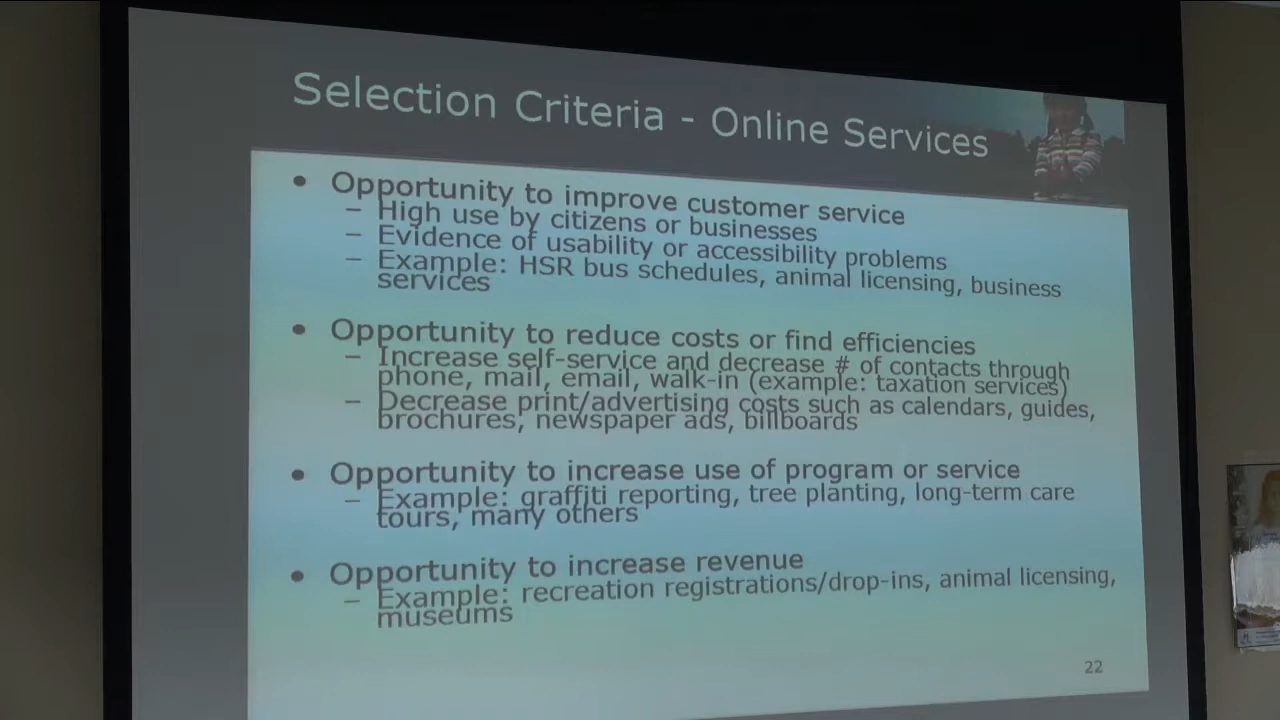 Selection Criteria - Online Services
• Opportunity to improve customer service
– High use by citizens or businesses
– Evidence of usability or accessibility problems
– Example: HSR bus schedules, animal licensing, business
services
• Opportunity to reduce costs or find efficiencies
– Increase self-service and decrease # of contacts through
phone, mail, email, walk-in (example: taxation services)
– Decrease print/advertising costs such as calendars, guides,
brochures, newspaper ads, billboards
• Opportunity to increase use of program or service
– Example: graffiti reporting, tree planting, long-term care
tours, many others
• Opportunity to increase revenue
– Example: recreation registrations/drop-ins, animal licensing,
museums
22